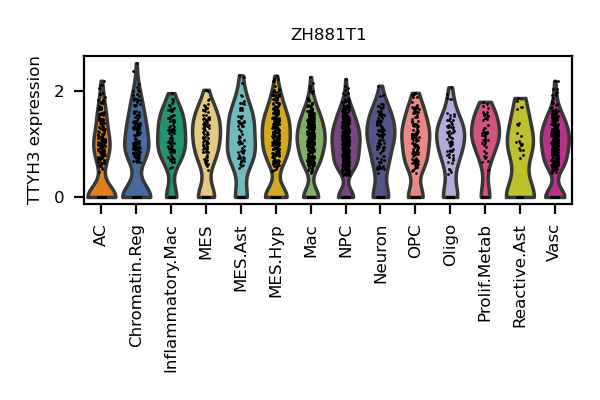 ZH881T1
TTYH3 expression
2
0
AC
Chromatin.Reg
Inflammatory.Mac
MES
MES.Ast
MES.Hyp
Mac
NPC
Neuron
OPC
Oligo
Prolif.Metab
Reactive.Ast
Vasc